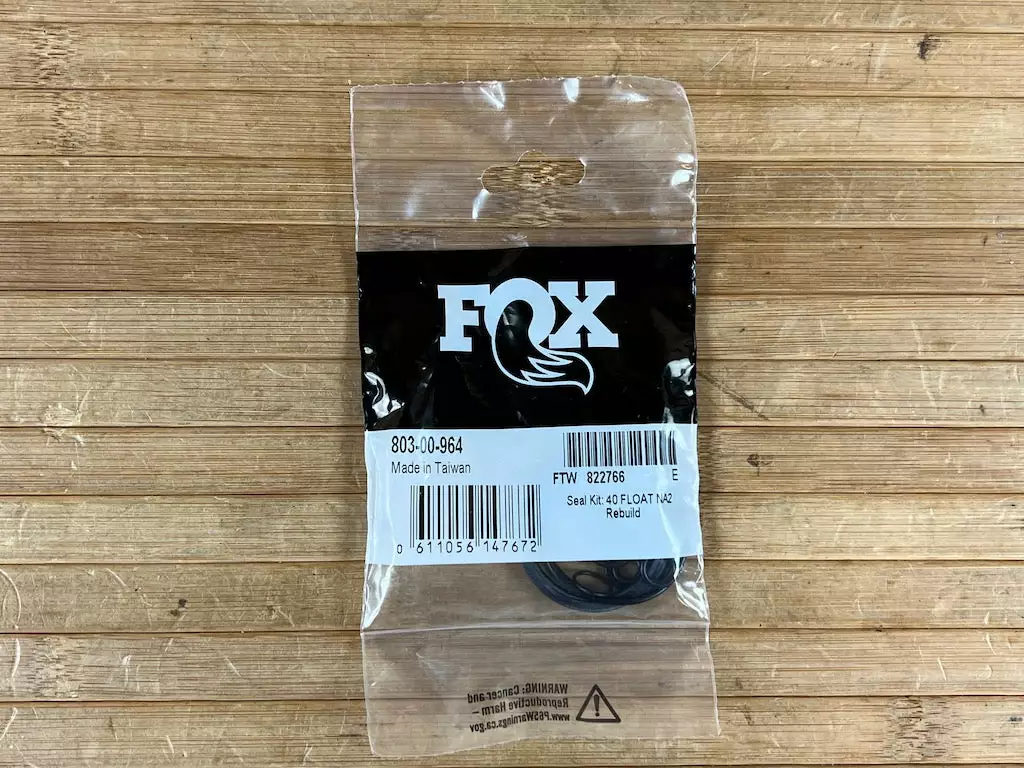 FOX
803-00-964
Made in Taiwan
FTW 822766 E
Seal Kit: 40 FLOAT NA2
Rebuild
0 611056 147672
WARNING: Cancer and
Reproductive Harm –
www.P65Warnings.ca.gov